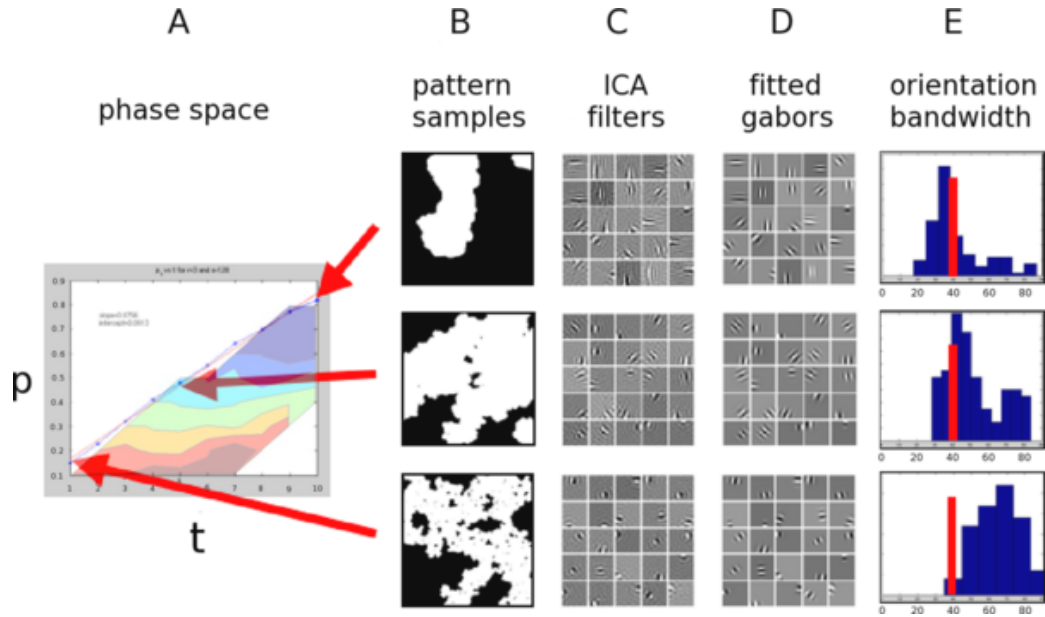 A
B
C
D
E
phase space
pattern
samples
ICA
filters
fitted
gabors
orientation
bandwidth
0.9
0.8
0.7
0.6
0.5
0.4
0.3
0.2
0.1
1 2 3 4 5 6 7 8 9 10
p
t
0 20 40 60 80
0 20 40 60 80
0 20 40 60 80